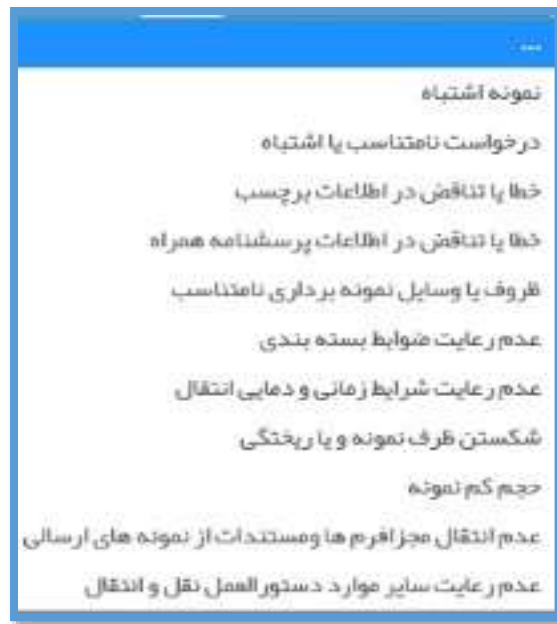 ...
نمونه اشتباه
درخواست نامتناسب یا اشتباه
خطا یا تناقض در اطلاعات برچسب
خطا یا تناقض در اطلاعات پرسشنامه همراه
ظروف یا وسایل نمونه برداری نامتناسب
عدم رعایت ضوابط بسته بندی
عدم رعایت شرایط زمانی و دمایی انتقال
شکستن ظرف نمونه و یا ریختگی
حجم کم نمونه
عدم انتقال مجزافرم ها ومستندات از نمونه های ارسالی
عدم رعایت سایر موارد دستورالعمل نقل و انتقال